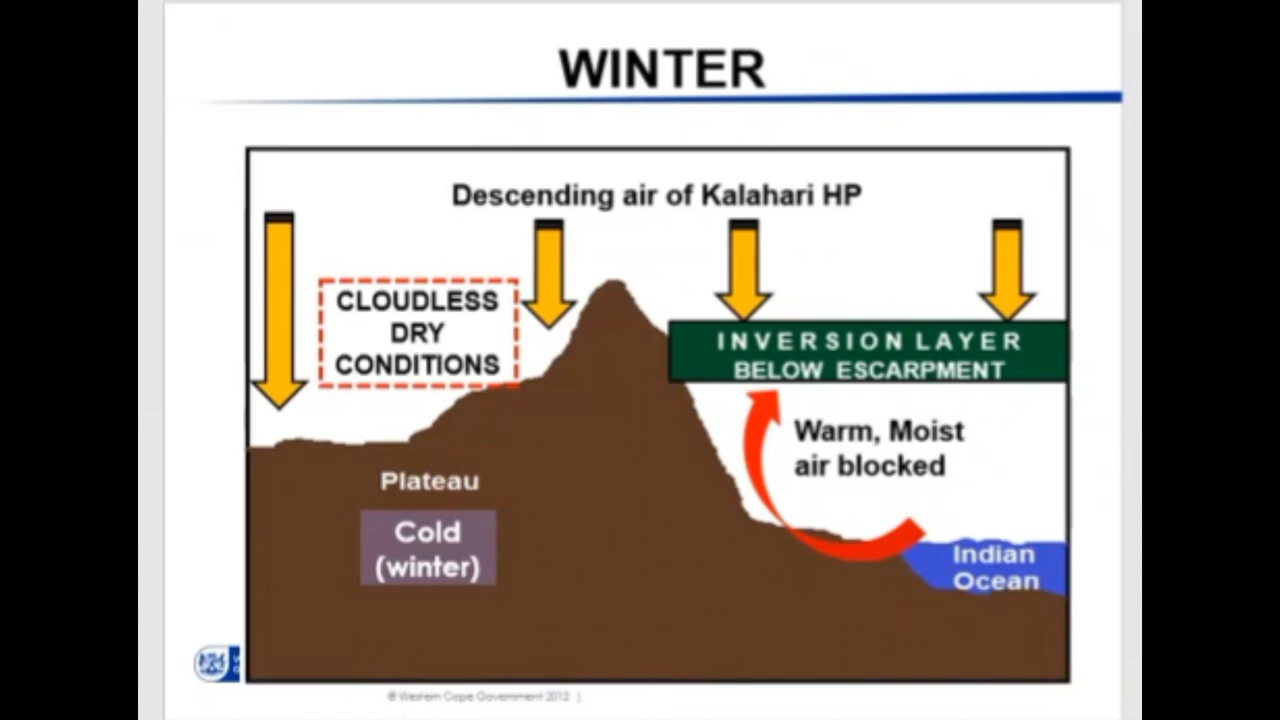 WINTER
Descending air of Kalahari HP
CLOUDLESS
DRY
CONDITIONS
INVERSION LAYER
BELOW ESCARPMENT
Warm, Moist
air blocked
Plateau
Cold
(winter)
Indian
Ocean
© Western Cape Government 2012 |